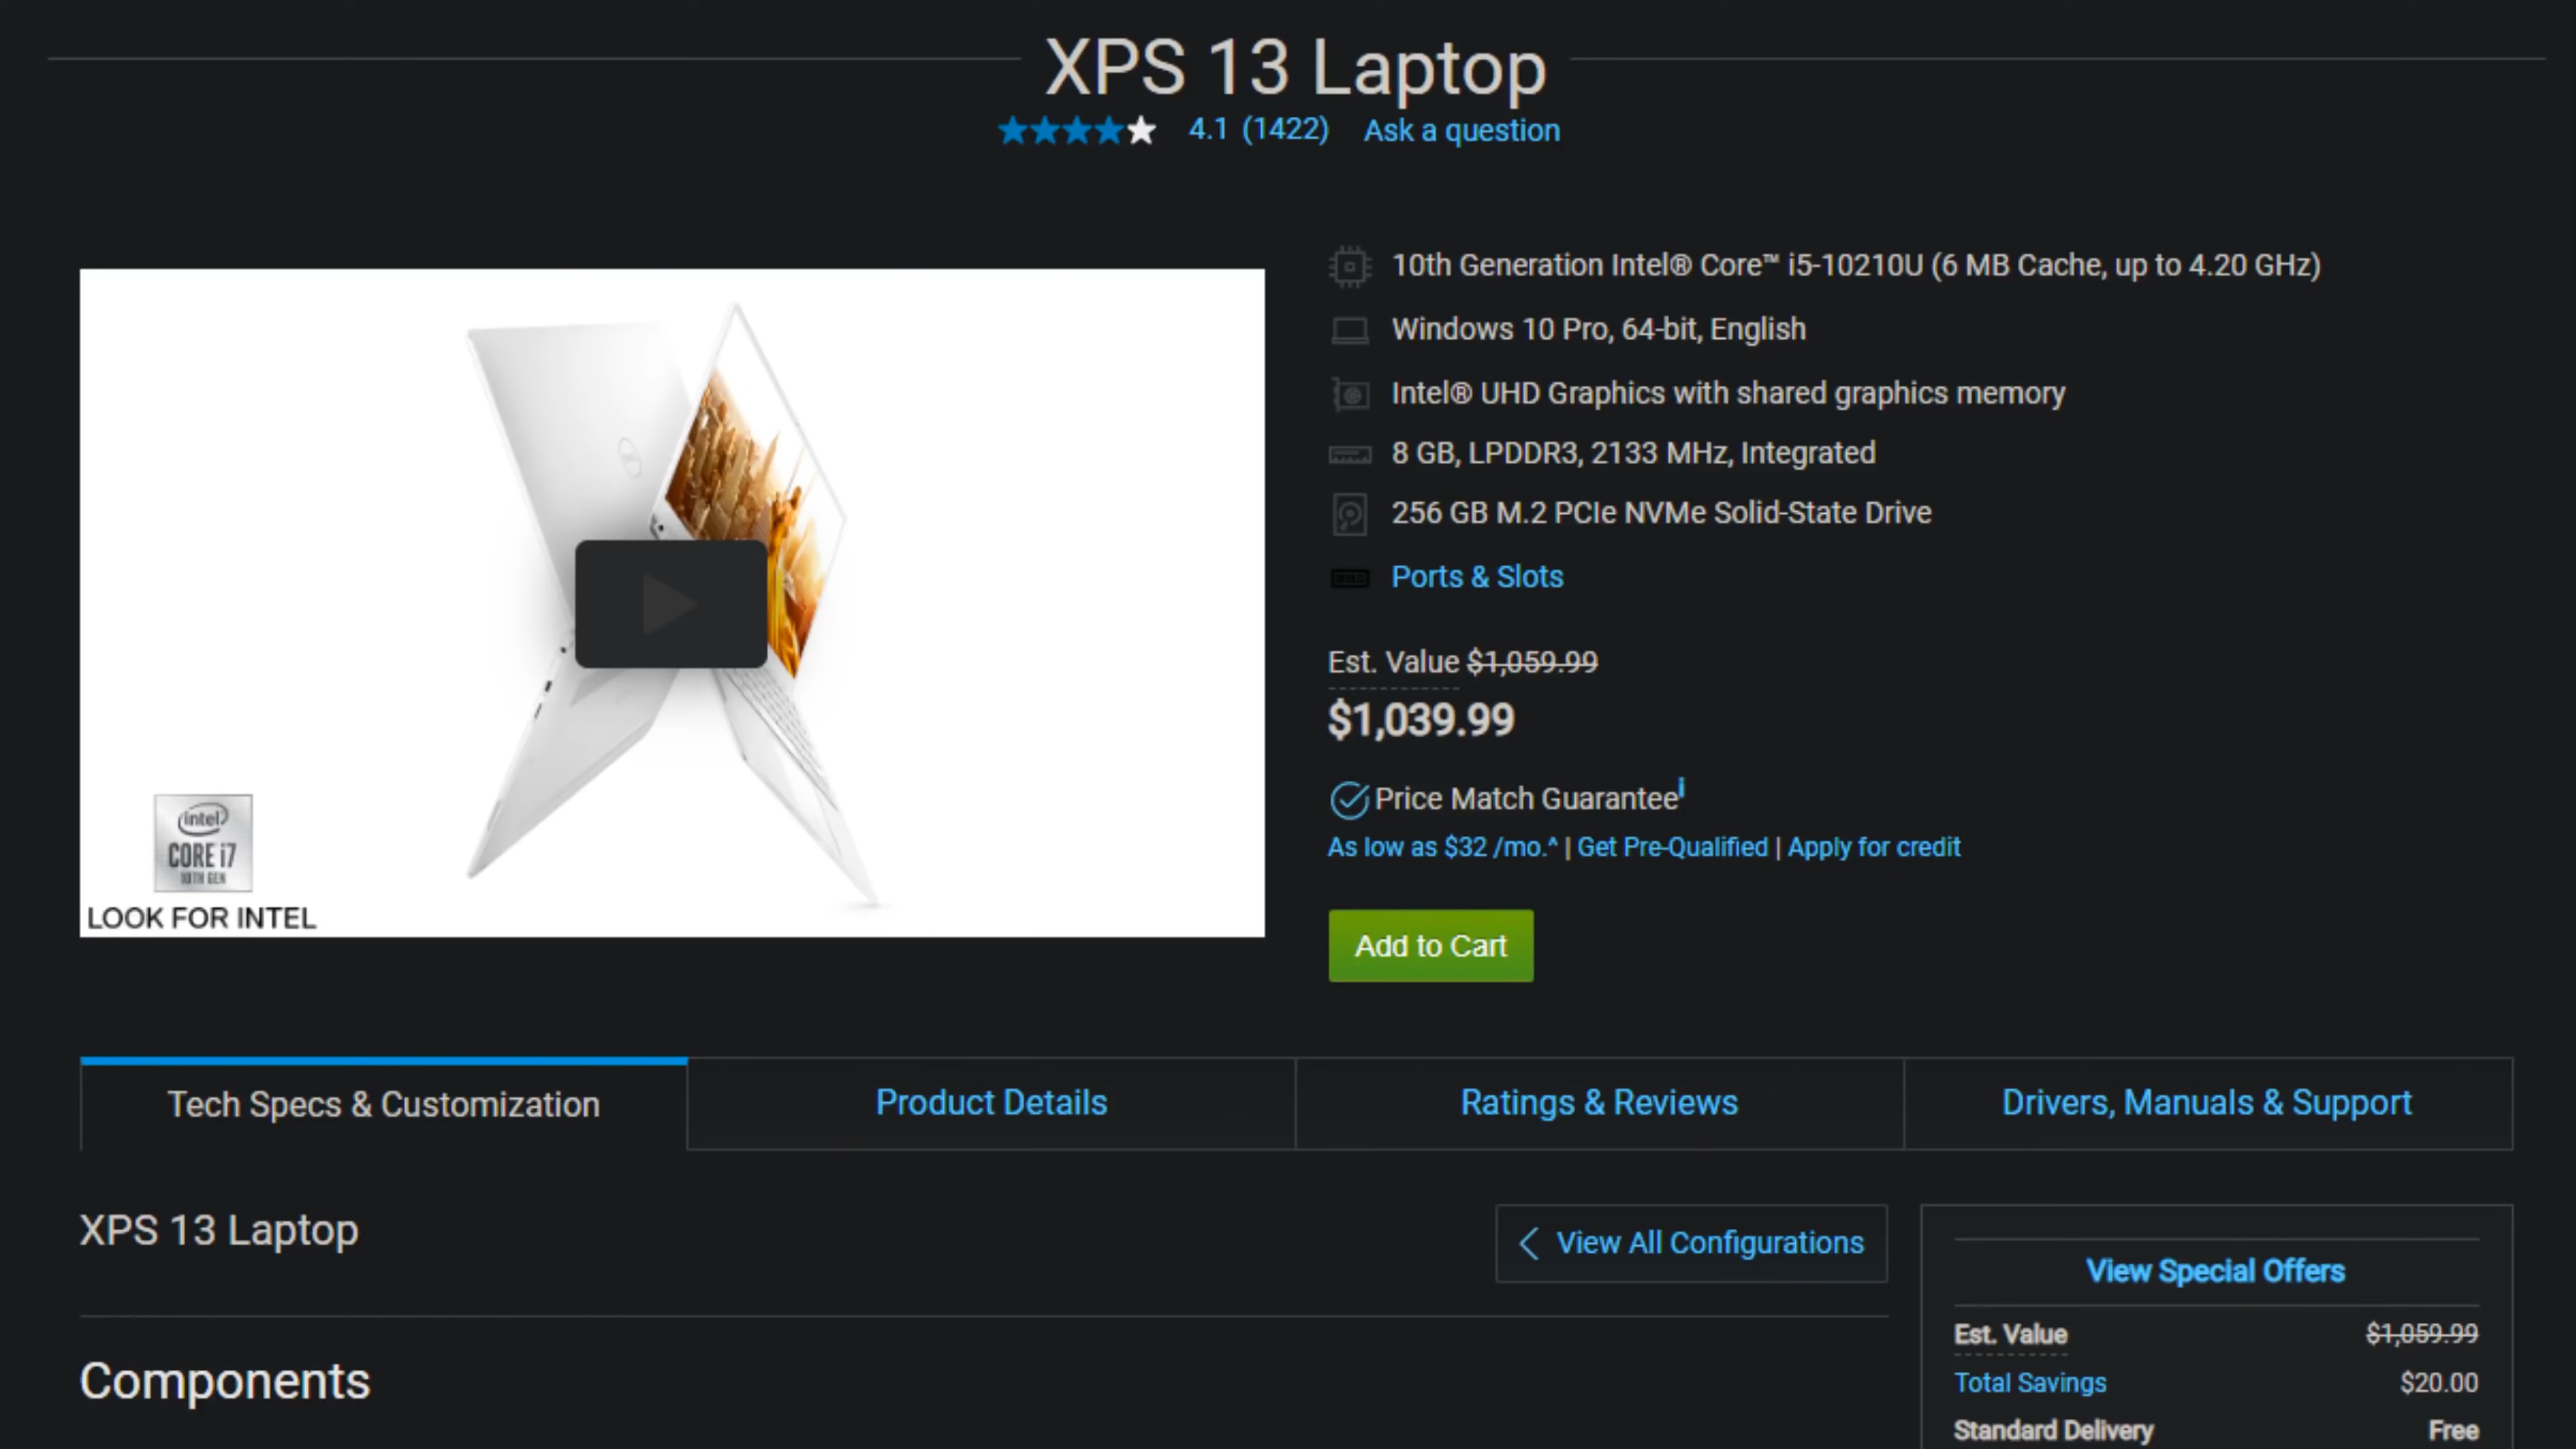 XPS 13 Laptop
4.1 (1422) Ask a question
10th Generation Intel® Core™ i5-10210U (6 MB Cache, up to 4.20 GHz)
Windows 10 Pro, 64-bit, English
Intel® UHD Graphics with shared graphics memory
8 GB, LPDDR3, 2133 MHz, Integrated
256 GB M.2 PCIe NVMe Solid-State Drive
Ports & Slots
Est. Value $1,059.99
$1,039.99
Price Match Guarantee i
As low as $32 /mo.^ | Get Pre-Qualified | Apply for credit
Add to Cart
intel
CORE i7
10TH GEN
LOOK FOR INTEL
Tech Specs & Customization
Product Details
Ratings & Reviews
Drivers, Manuals & Support
XPS 13 Laptop
View All Configurations
Components
View Special Offers
Est. Value $1,059.99
Total Savings $20.00
Standard Delivery Free